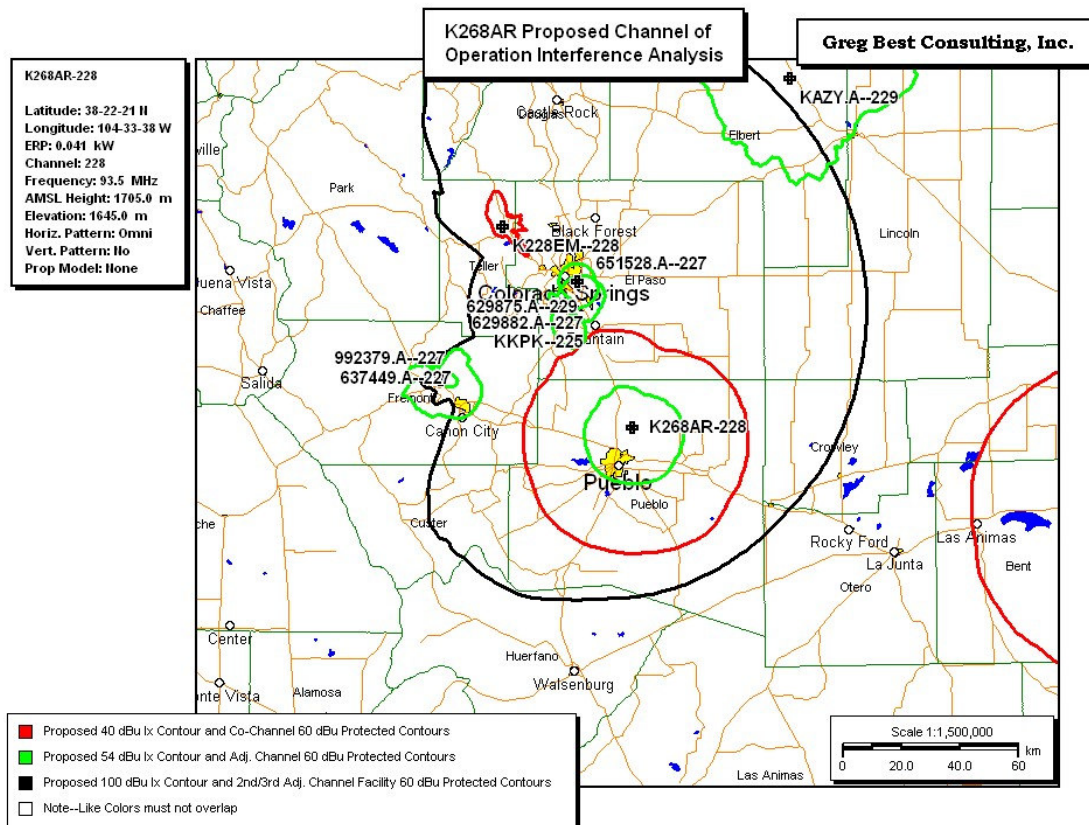 K268AR Proposed Channel of
Operation Interference Analysis
Greg Best Consulting, Inc.
K268AR-228
Latitude: 38-22-21 N
Longitude: 104-33-38 W
ERP: 0.041 kW
Channel: 228
Frequency: 93.5 MHz
AMSL Height: 1705.0 m
Elevation: 1645.0 m
Horiz. Pattern: Omni
Vert. Pattern: No
Prop Model: None
KAZY.A--229
Castle Rock
Douglas
Elbert
ville
Park
Lincoln
Black Forest
K228EM--228
651528.A--227
Teller
El Paso
uena Vista
Chaffee
Colorado Springs
629875.A--229
629882.A--227
KKPK--225
992379.A--227
637449.A--227
Salida
Fremont
Canon City
K268AR-228
Crowley
Pueblo
Pueblo
Custer
che
Rocky Ford
La Junta
Las Animas
Bent
Otero
Center
Huerfano
Walsenburg
nte Vista
Alamosa
Las Animas
Proposed 40 dBu Ix Contour and Co-Channel 60 dBu Protected Contours
Proposed 54 dBu Ix Contour and Adj. Channel 60 dBu Protected Contours
Proposed 100 dBu Ix Contour and 2nd/3rd Adj. Channel Facility 60 dBu Protected Contours
Note--Like Colors must not overlap
Scale 1:1,500,000
0 20.0 40.0 60 km